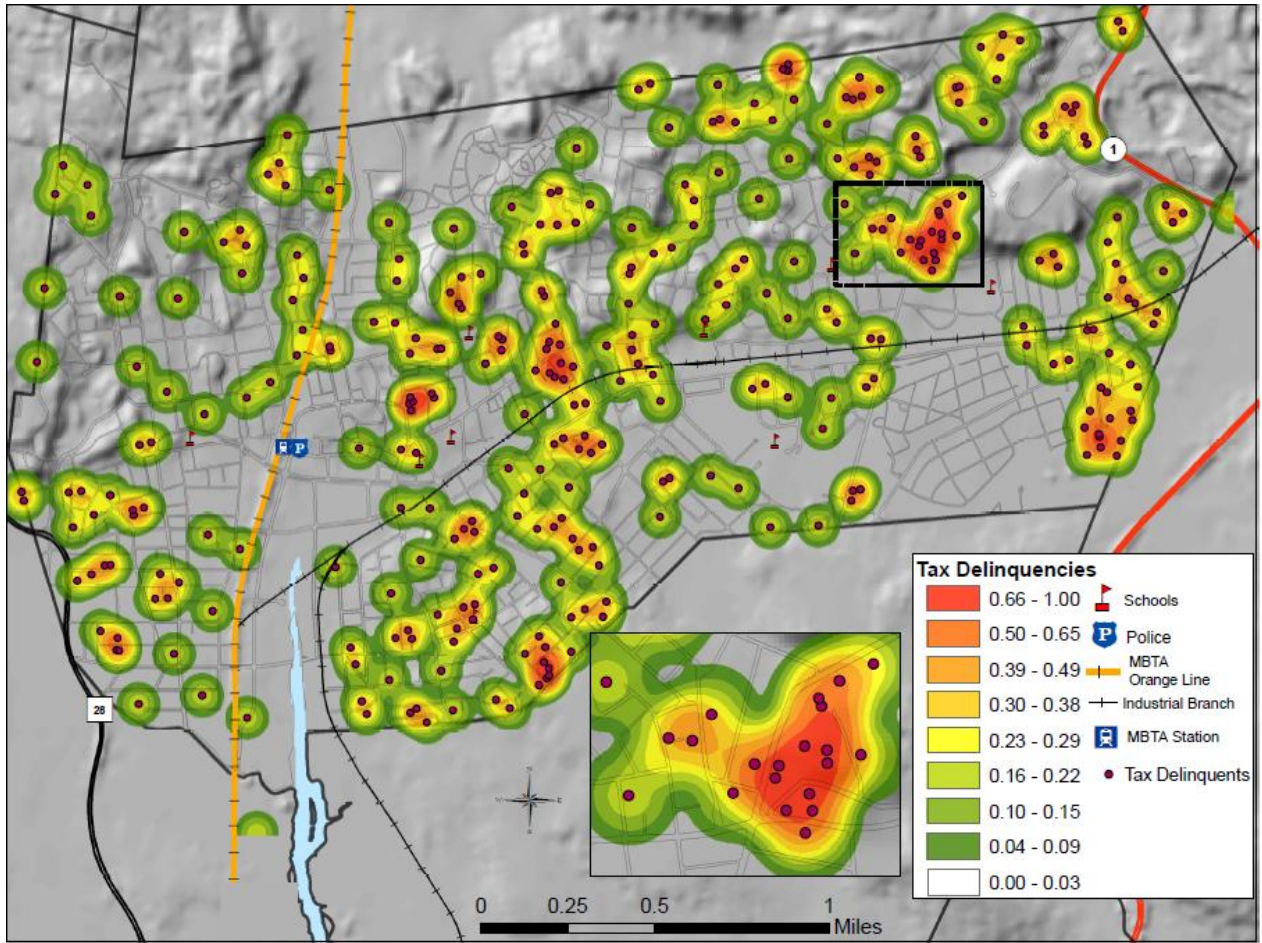 1
P
28
Tax Delinquencies
0.66 - 1.00
0.50 - 0.65
0.39 - 0.49
0.30 - 0.38
0.23 - 0.29
0.16 - 0.22
0.10 - 0.15
0.04 - 0.09
0.00 - 0.03
Schools
P
Police
MBTA
Orange Line
Industrial Branch
MBTA Station
Tax Delinquents
N
W
E
S
0
0.25
0.5
1
Miles